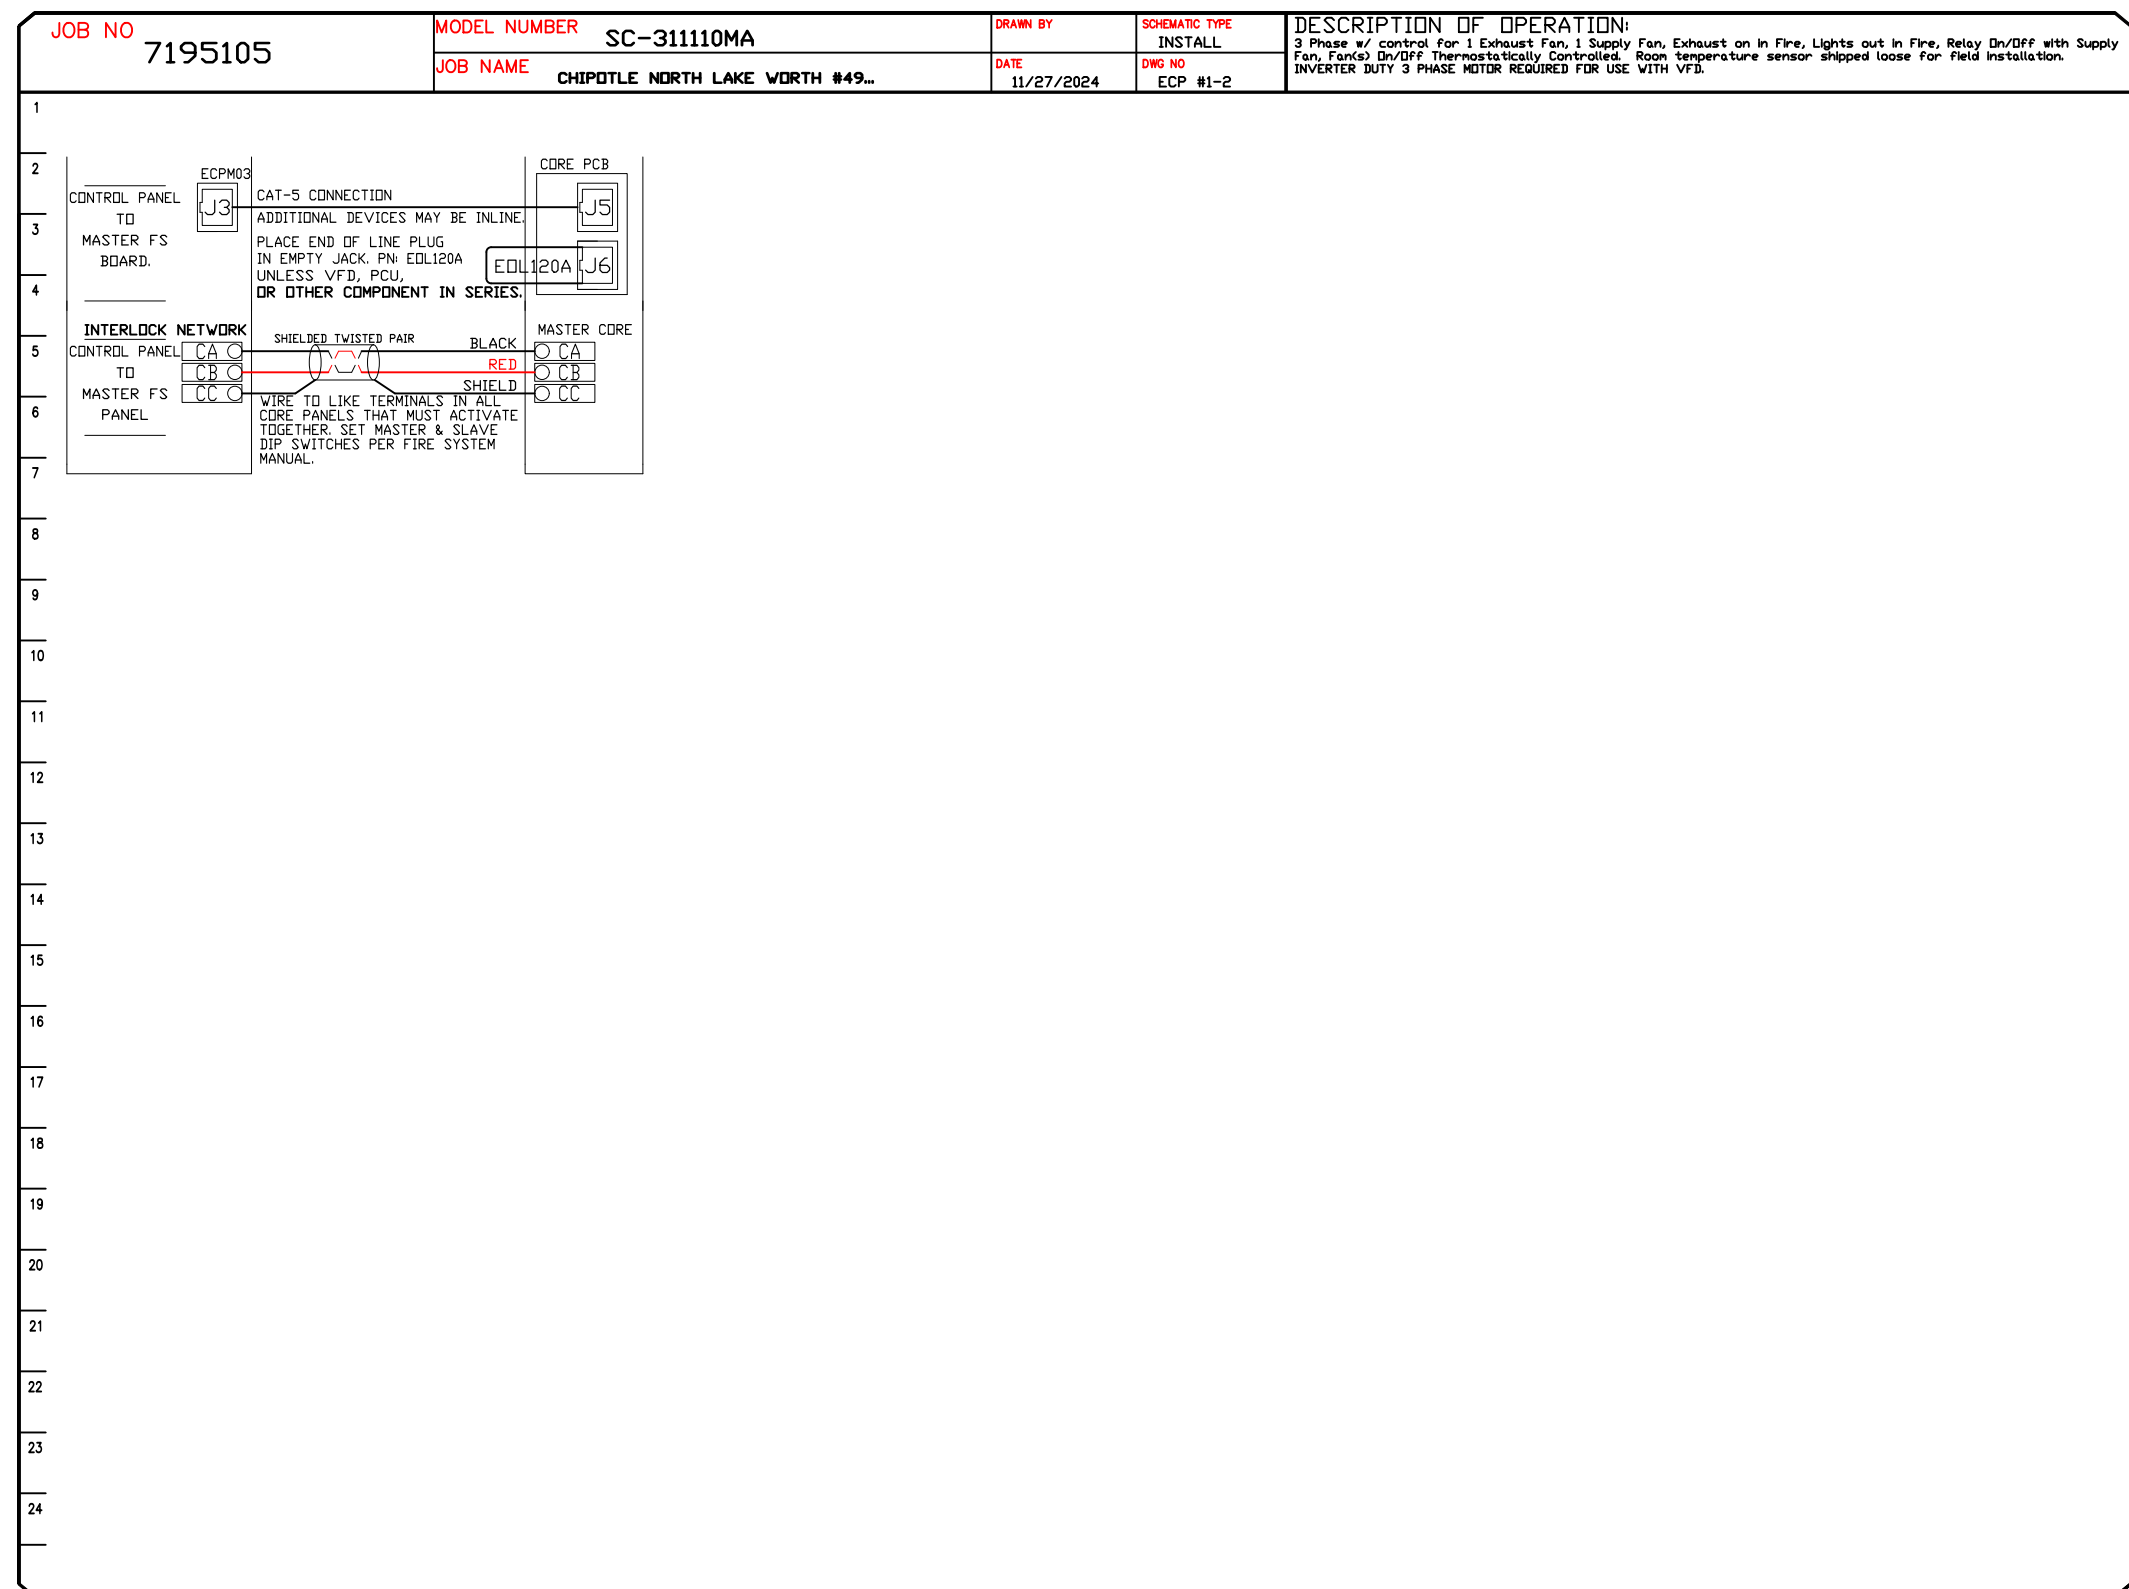 JOB NO
7195105
MODEL NUMBER
SC-311110MA
JOB NAME
CHIPOTLE NORTH LAKE WORTH #49...
DRAWN BY
DATE
11/27/2024
SCHEMATIC TYPE
INSTALL
DWG NO
ECP #1-2
DESCRIPTION OF OPERATION:
3 Phase w/ control for 1 Exhaust Fan, 1 Supply Fan, Exhaust on in Fire, Lights out in Fire, Relay On/Off with Supply
Fan, Fan(s) On/Off Thermostatically Controlled. Room temperature sensor shipped loose for field installation.
INVERTER DUTY 3 PHASE MOTOR REQUIRED FOR USE WITH VFD.
1
2
3
4
5
6
7
8
9
10
11
12
13
14
15
16
17
18
19
20
21
22
23
24
CONTROL PANEL
TO
MASTER FS
BOARD.
ECPM03
J3
CAT-5 CONNECTION
ADDITIONAL DEVICES MAY BE INLINE.
PLACE END OF LINE PLUG
IN EMPTY JACK. PN: EOL120A
UNLESS VFD, PCU,
OR OTHER COMPONENT IN SERIES.
CORE PCB
J5
EOL120A
J6
INTERLOCK NETWORK
CONTROL PANEL
TO
MASTER FS
PANEL
CA
CB
CC
SHIELDED TWISTED PAIR
BLACK
RED
SHIELD
WIRE TO LIKE TERMINALS IN ALL
CORE PANELS THAT MUST ACTIVATE
TOGETHER. SET MASTER & SLAVE
DIP SWITCHES PER FIRE SYSTEM
MANUAL.
MASTER CORE
CA
CB
CC